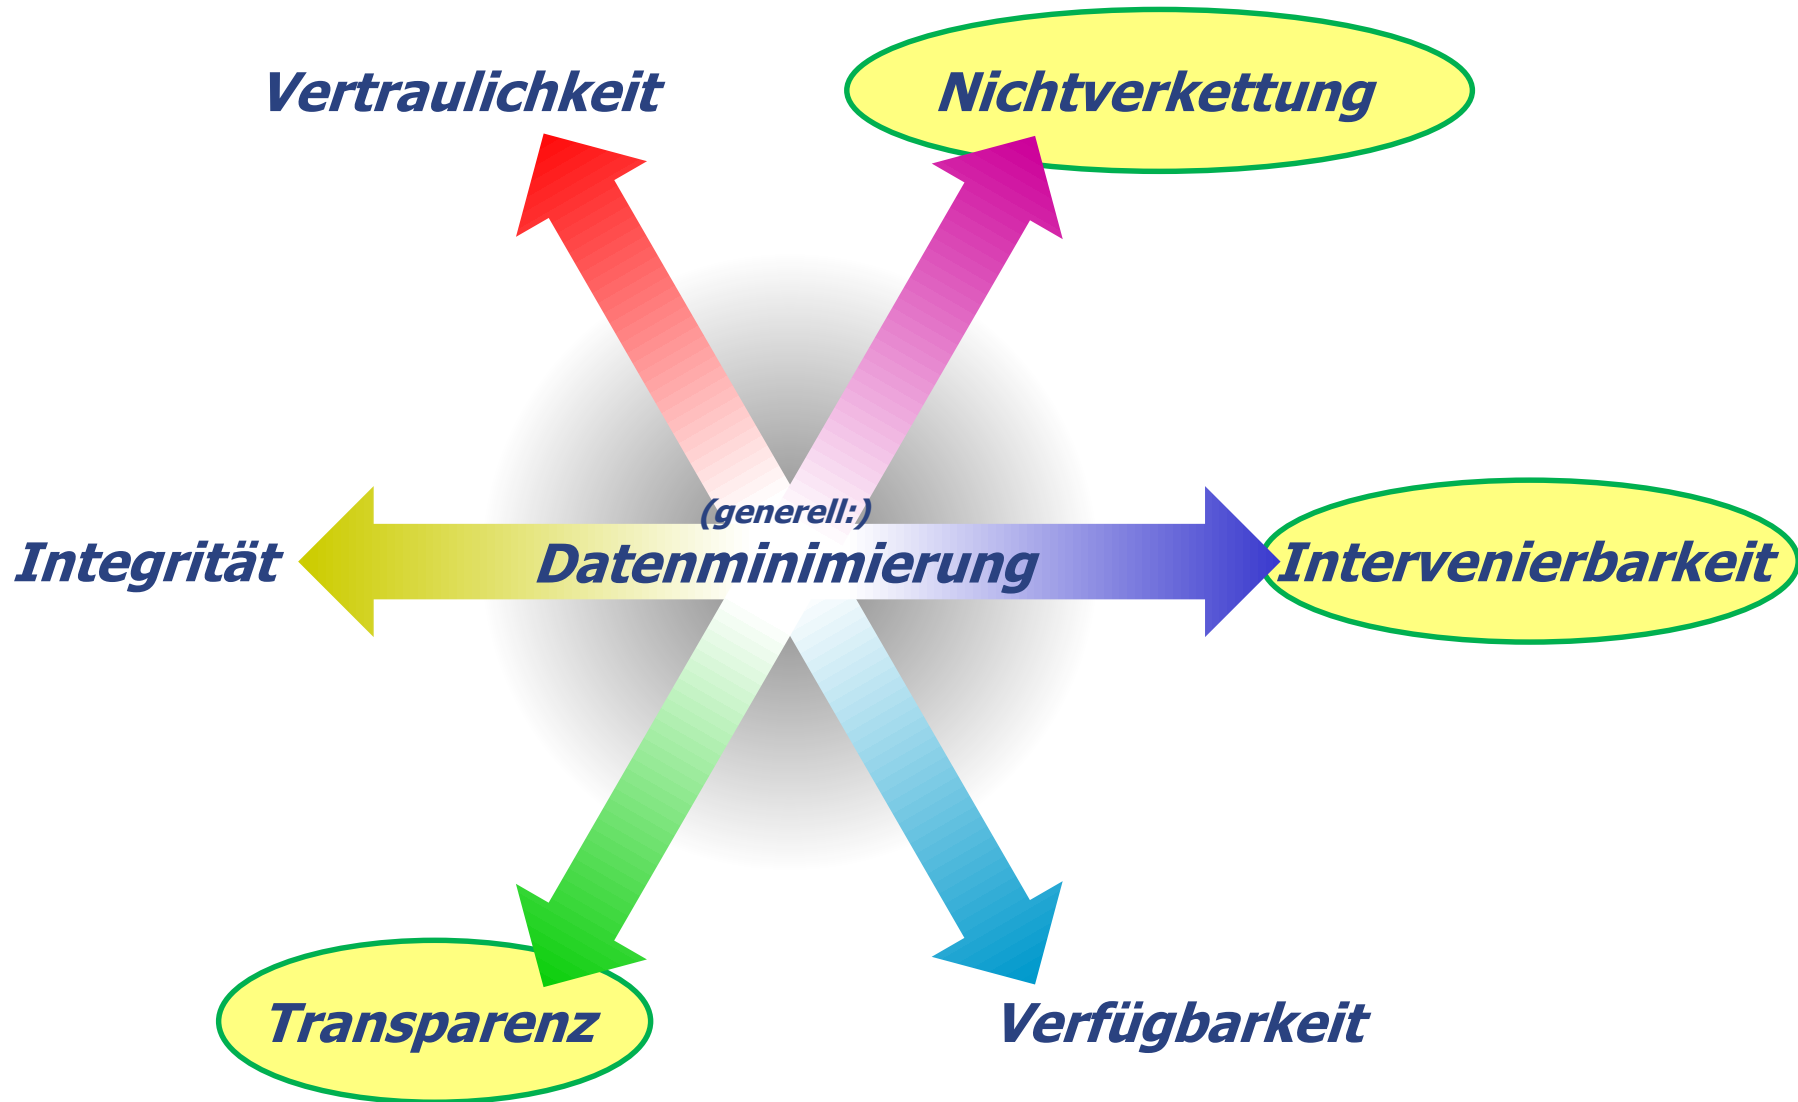 Vertraulichkeit
Nichtverkettung
(generell:)
Integrität
Datenminimierung
Intervenierbarkeit
Transparenz
Verfügbarkeit